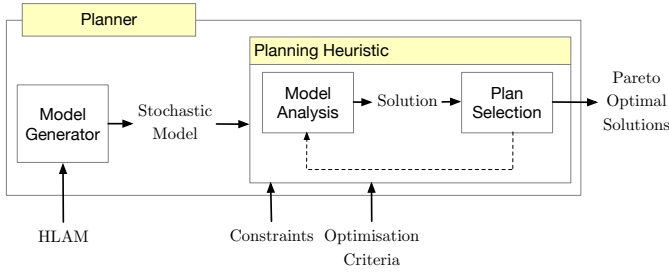 Planner
Planning Heuristic
Model
Generator
Stochastic
Model
Model
Analysis
Solution
Plan
Selection
Pareto
Optimal
Solutions
HLAM
Constraints
Optimisation
Criteria